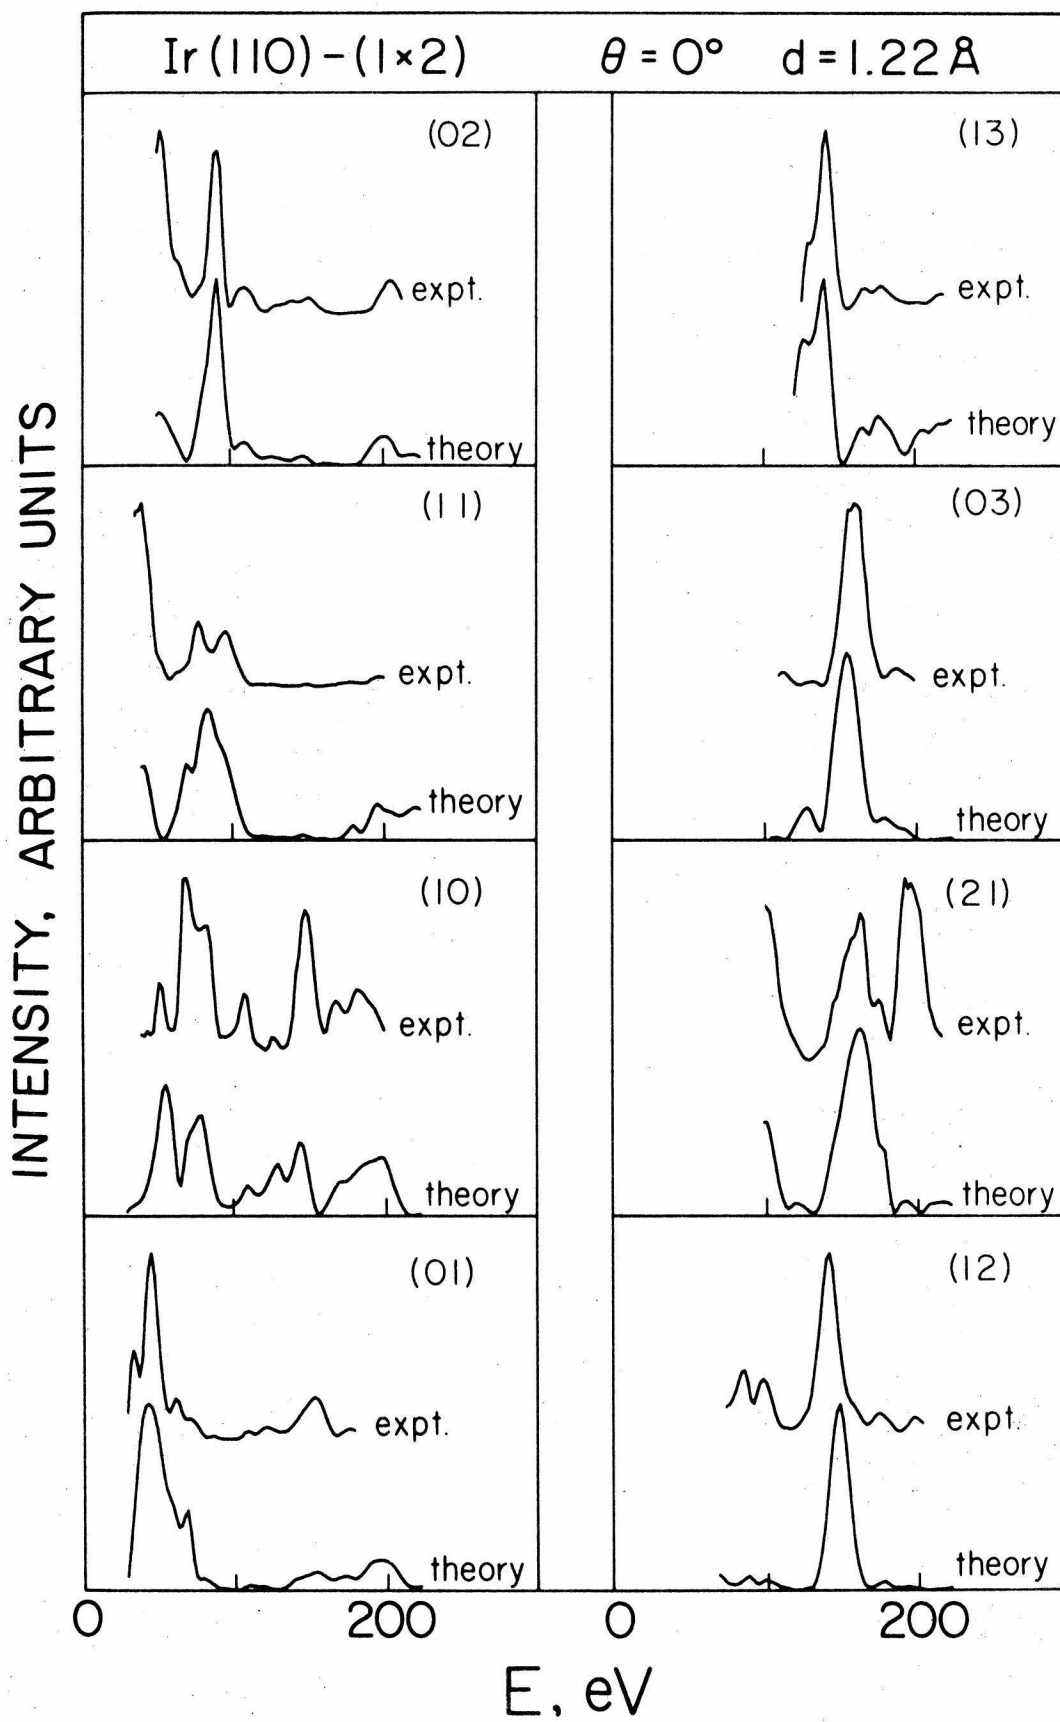 Ir(110)-(1×2) θ = 0° d = 1.22 Å
INTENSITY, ARBITRARY UNITS
(02)
expt.
theory
(11)
expt.
theory
(10)
expt.
theory
(01)
expt.
theory
(13)
expt.
theory
(03)
expt.
theory
(21)
expt.
theory
(12)
expt.
theory
0 200 0 200
E, eV